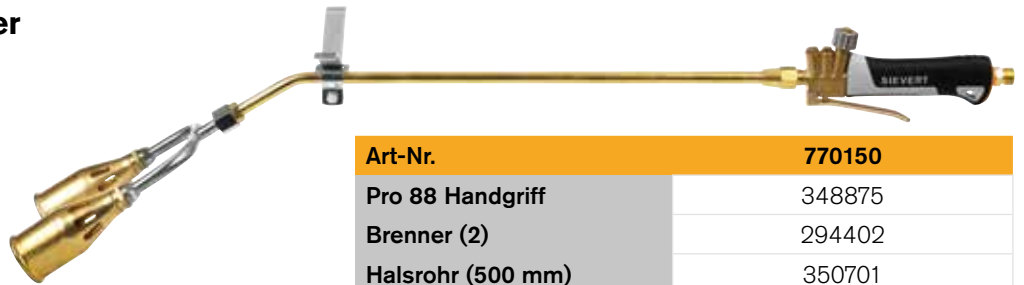 er
SIEVERT
Art-Nr. 770150
Pro 88 Handgriff 348875
Brenner (2) 294402
Halsrohr (500 mm) 350701